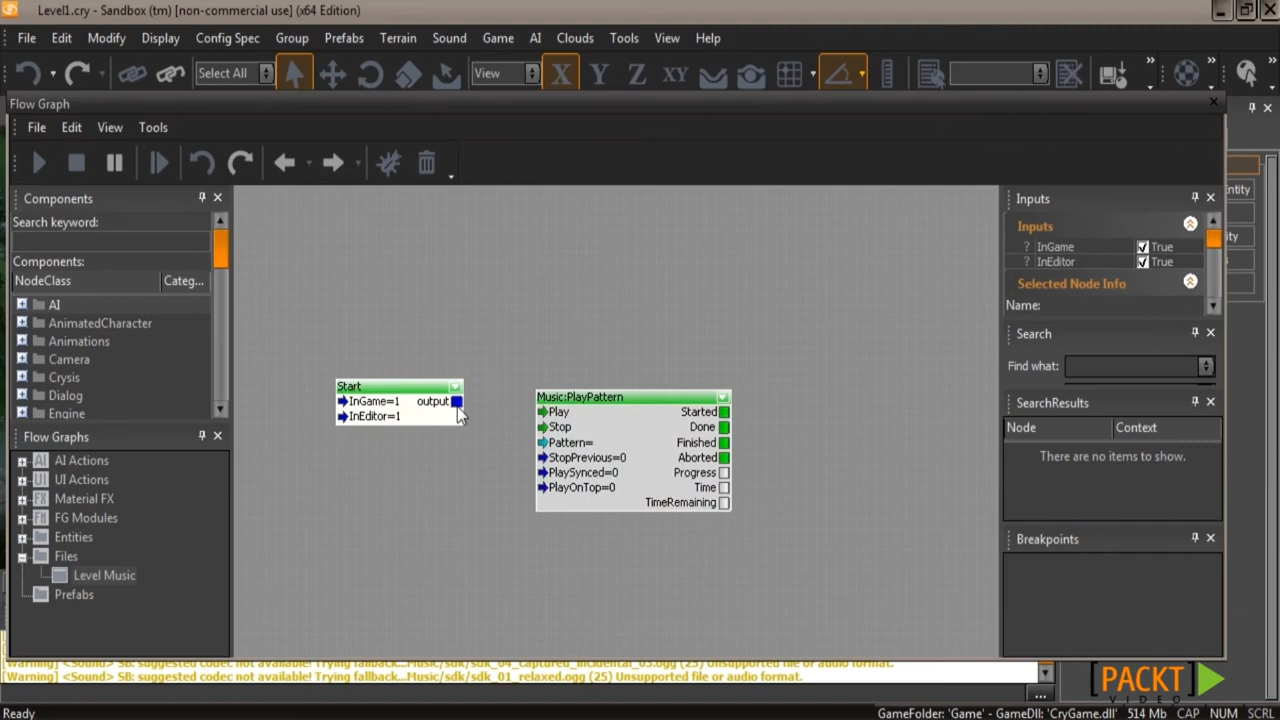 Level1.cry - Sandbox (tm) [non-commercial use] (x64 Edition)
File Edit Modify Display Config Spec Group Prefabs Terrain Sound Game AI Clouds Tools View Help
Select All View X Y Z XY
Flow Graph
File Edit View Tools
Components
Search keyword:
Components:
NodeClass Categ...
AI
AnimatedCharacter
Animations
Camera
Crysis
Dialog
Engine
Flow Graphs
AI AI Actions
UI UI Actions
FX Material FX
FM FG Modules
Entities
Files
Level Music
Prefabs
Start
InGame=1 output
InEditor=1
Music:PlayPattern
Play Started
Stop Done
Pattern= Finished
StopPrevious=0 Aborted
PlaySynced=0 Progress
PlayOnTop=0 Time
TimeRemaining
Inputs
Inputs
? InGame True
? InEditor True
Selected Node Info
Name:
Search
Find what:
SearchResults
Node Context
There are no items to show.
Breakpoints
[Warning] <Sound> SB: suggested codec not available! Trying fallback...Music/sdk/sdk_04_captured_incidental_03.ogg (25) Unsupported file or audio format.
[Warning] <Sound> SB: suggested codec not available! Trying fallback...Music/sdk/sdk_01_relaxed.ogg (25) Unsupported file or audio format.
...
PACKT
VIDEO
Ready GameFolder: 'Game' - GameDll: 'CryGame.dll' 514 Mb CAP NUM SCRL